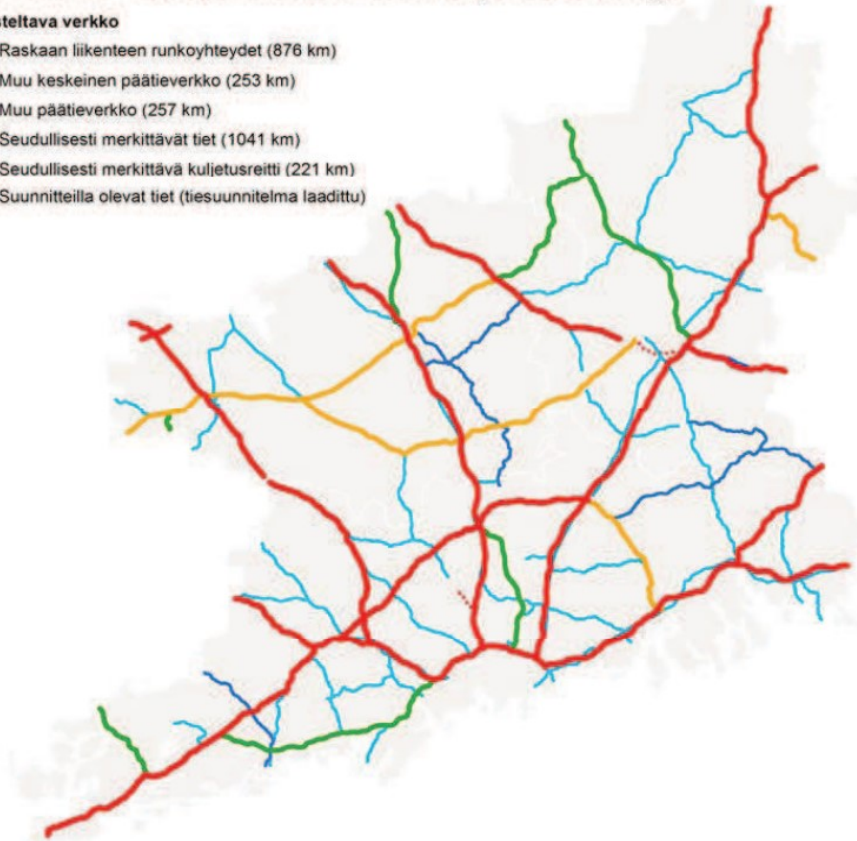 steltava verkko
Raskaan liikenteen runkoyhteydet (876 km)
Muu keskeinen päätieverkko (253 km)
Muu päätieverkko (257 km)
Seudullisesti merkittävät tiet (1041 km)
Seudullisesti merkittävä kuljetusreitti (221 km)
Suunnitteilla olevat tiet (tiesuunnitelma laadittu)